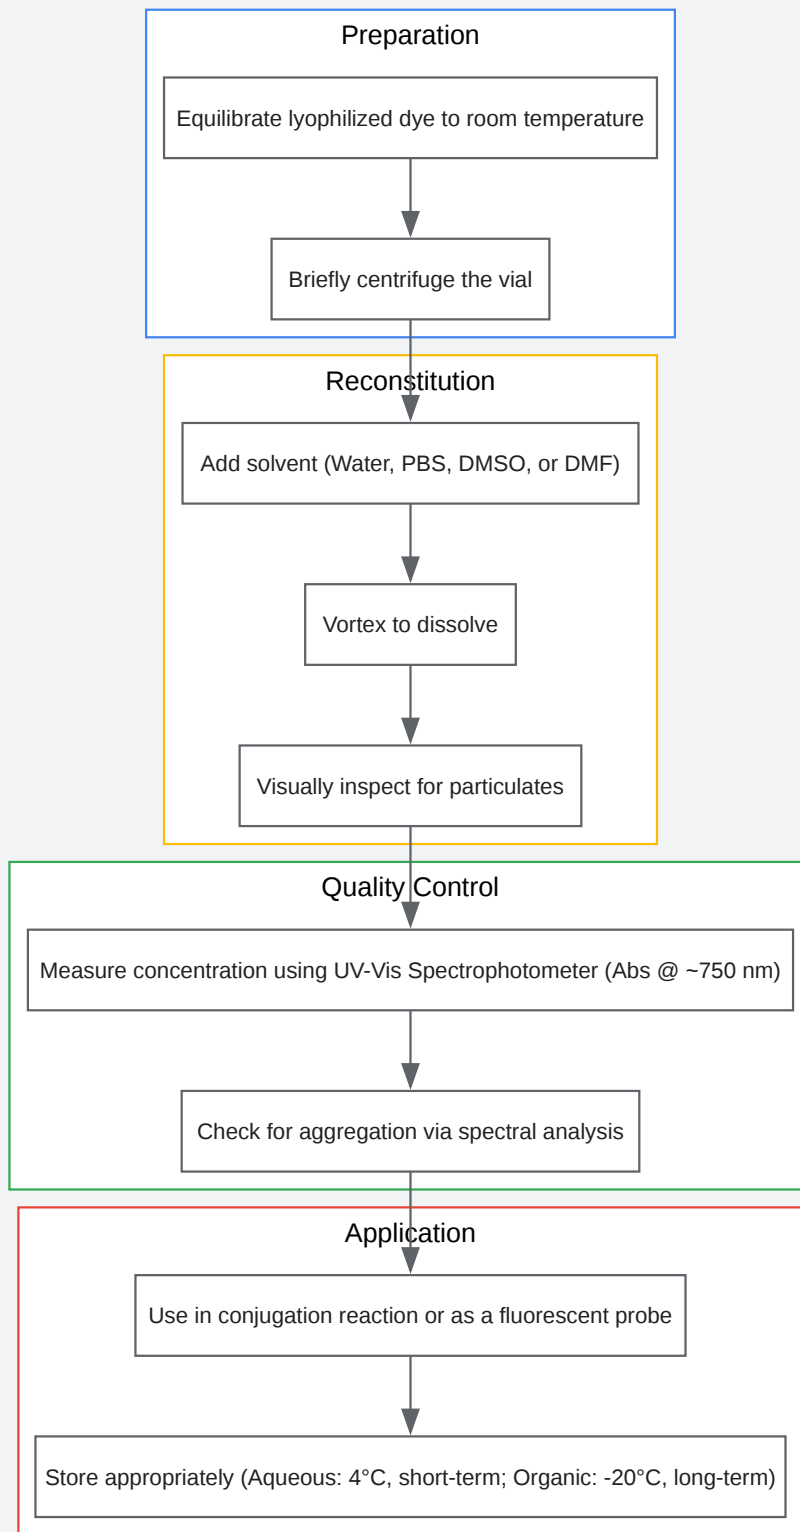 Preparation
Equilibrate lyophilized dye to room temperature
Briefly centrifuge the vial
Reconstitution
Add solvent (Water, PBS, DMSO, or DMF)
Vortex to dissolve
Visually inspect for particulates
Quality Control
Measure concentration using UV-Vis Spectrophotometer (Abs @ ~750 nm)
Check for aggregation via spectral analysis
Application
Use in conjugation reaction or as a fluorescent probe
Store appropriately (Aqueous: 4°C, short-term; Organic: -20°C, long-term)